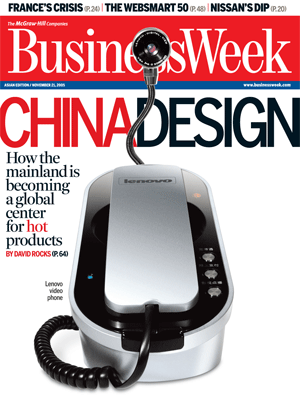 FRANCE'S CRISIS (P.24) | THE WEBSMART 50 (P.48) | NISSAN'S DIP (P.20)
The McGraw-Hill Companies
BusinessWeek
ASIAN EDITION / NOVEMBER 21, 2005
www.businessweek.com
CHINADESIGN
How the
mainland is
becoming
a global
center
for hot
products
BY DAVID ROCKS (P.64)
lenovo
Lenovo
video
phone